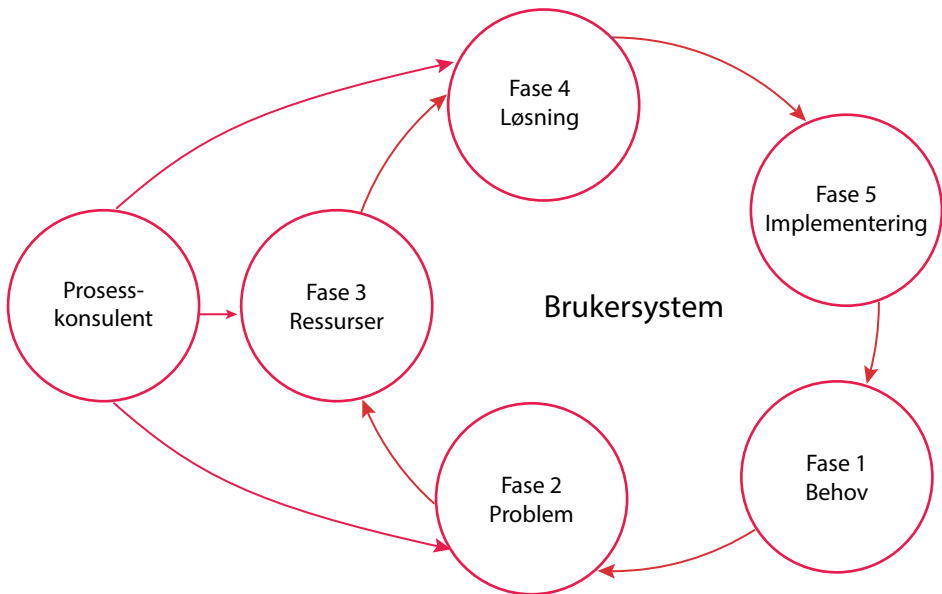 Fase 4
Løsning
Fase 5
Implementering
Prosess-
konsulent
Fase 3
Ressurser
Brukersystem
Fase 2
Problem
Fase 1
Behov